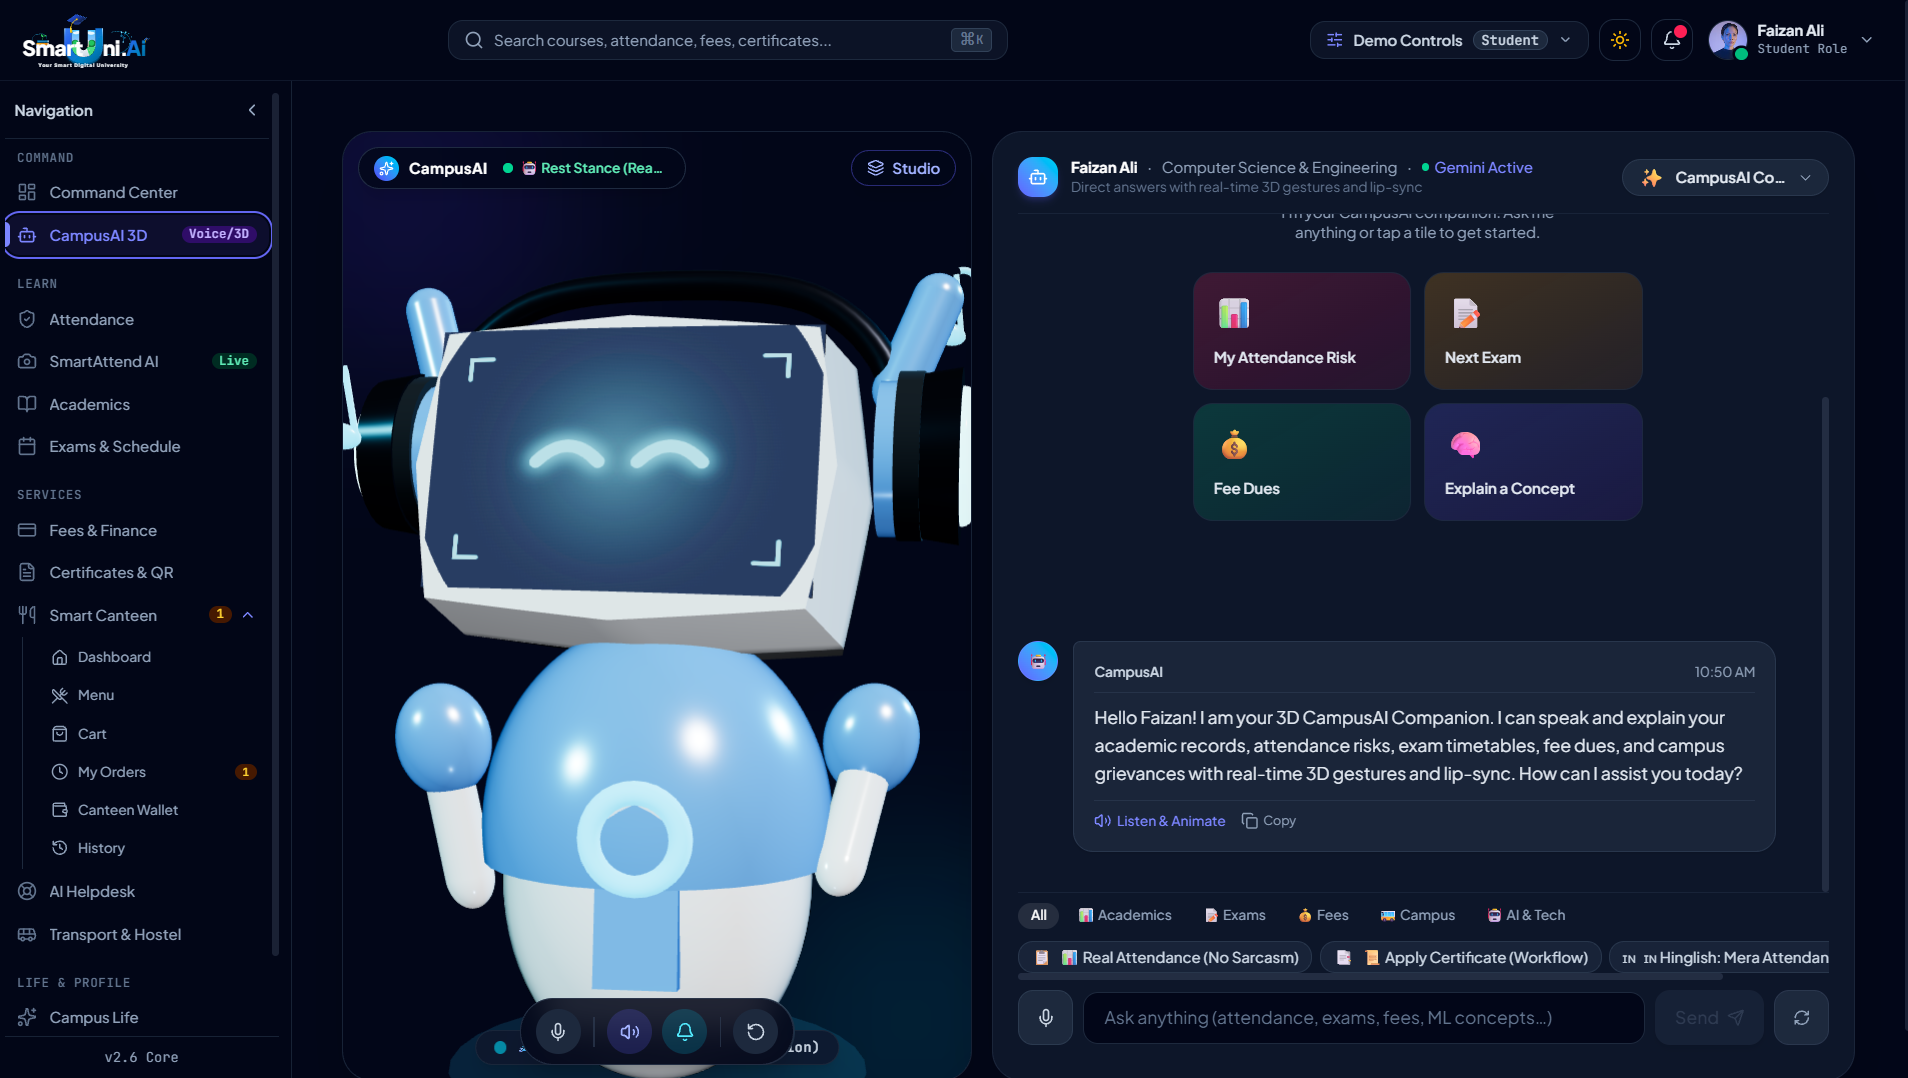 SmartUni.Ai
Your Smart Digital University
Search courses, attendance, fees, certificates...
⌘K
Demo Controls
Student
Faizan Ali
Student Role
Navigation
COMMAND
Command Center
CampusAI 3D
Voice/3D
LEARN
Attendance
SmartAttend AI
Live
Academics
Exams & Schedule
SERVICES
Fees & Finance
Certificates & QR
Smart Canteen
1
Dashboard
Menu
Cart
My Orders
1
Canteen Wallet
History
AI Helpdesk
Transport & Hostel
LIFE & PROFILE
Campus Life
v2.6 Core
CampusAI
Rest Stance (Rea...
Studio
ion)
Faizan Ali · Computer Science & Engineering · Gemini Active
Direct answers with real-time 3D gestures and lip-sync
CampusAI Co...
I'm your CampusAI companion. Ask me
anything or tap a tile to get started.
My Attendance Risk
Next Exam
Fee Dues
Explain a Concept
CampusAI
10:50 AM
Hello Faizan! I am your 3D CampusAI Companion. I can speak and explain your
academic records, attendance risks, exam timetables, fee dues, and campus
grievances with real-time 3D gestures and lip-sync. How can I assist you today?
Listen & Animate
Copy
All
Academics
Exams
Fees
Campus
AI & Tech
Real Attendance (No Sarcasm)
Apply Certificate (Workflow)
IN IN Hinglish: Mera Attendan
Ask anything (attendance, exams, fees, ML concepts...)
Send